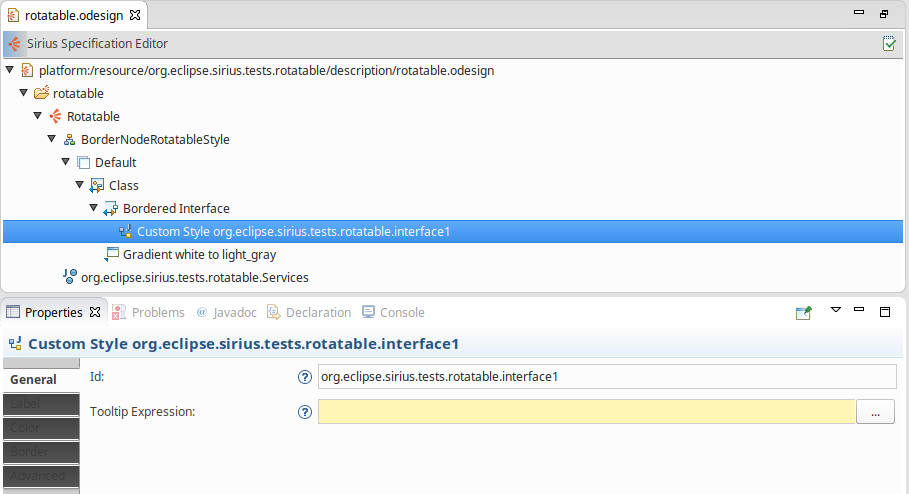 rotatable.odesign
Sirius Specification Editor
platform:/resource/org.eclipse.sirius.tests.rotatable/description/rotatable.odesign
rotatable
Rotatable
BorderNodeRotatableStyle
Default
Class
Bordered Interface
Custom Style org.eclipse.sirius.tests.rotatable.interface1
Gradient white to light_gray
org.eclipse.sirius.tests.rotatable.Services
Properties Problems @ Javadoc Declaration Console
Custom Style org.eclipse.sirius.tests.rotatable.interface1
General
Id: ? org.eclipse.sirius.tests.rotatable.interface1
Label
Tooltip Expression: ? ...
Color
Border
Advanced